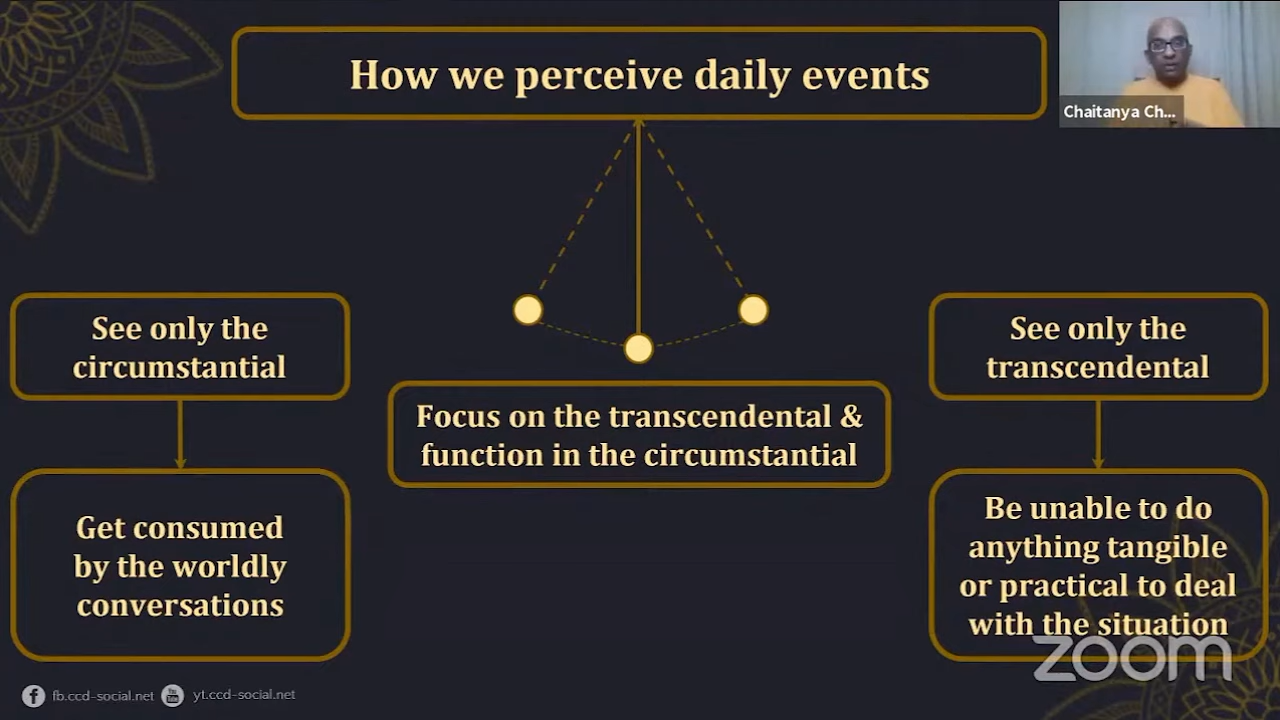 How we perceive daily events
Chaitanya Ch...
See only the
circumstantial
See only the
transcendental
Focus on the transcendental &
function in the circumstantial
Get consumed
by the worldly
conversations
Be unable to do
anything tangible
or practical to deal
with the situation
zoom
f fb.ccd-social.net You Tube yt.ccd-social.net